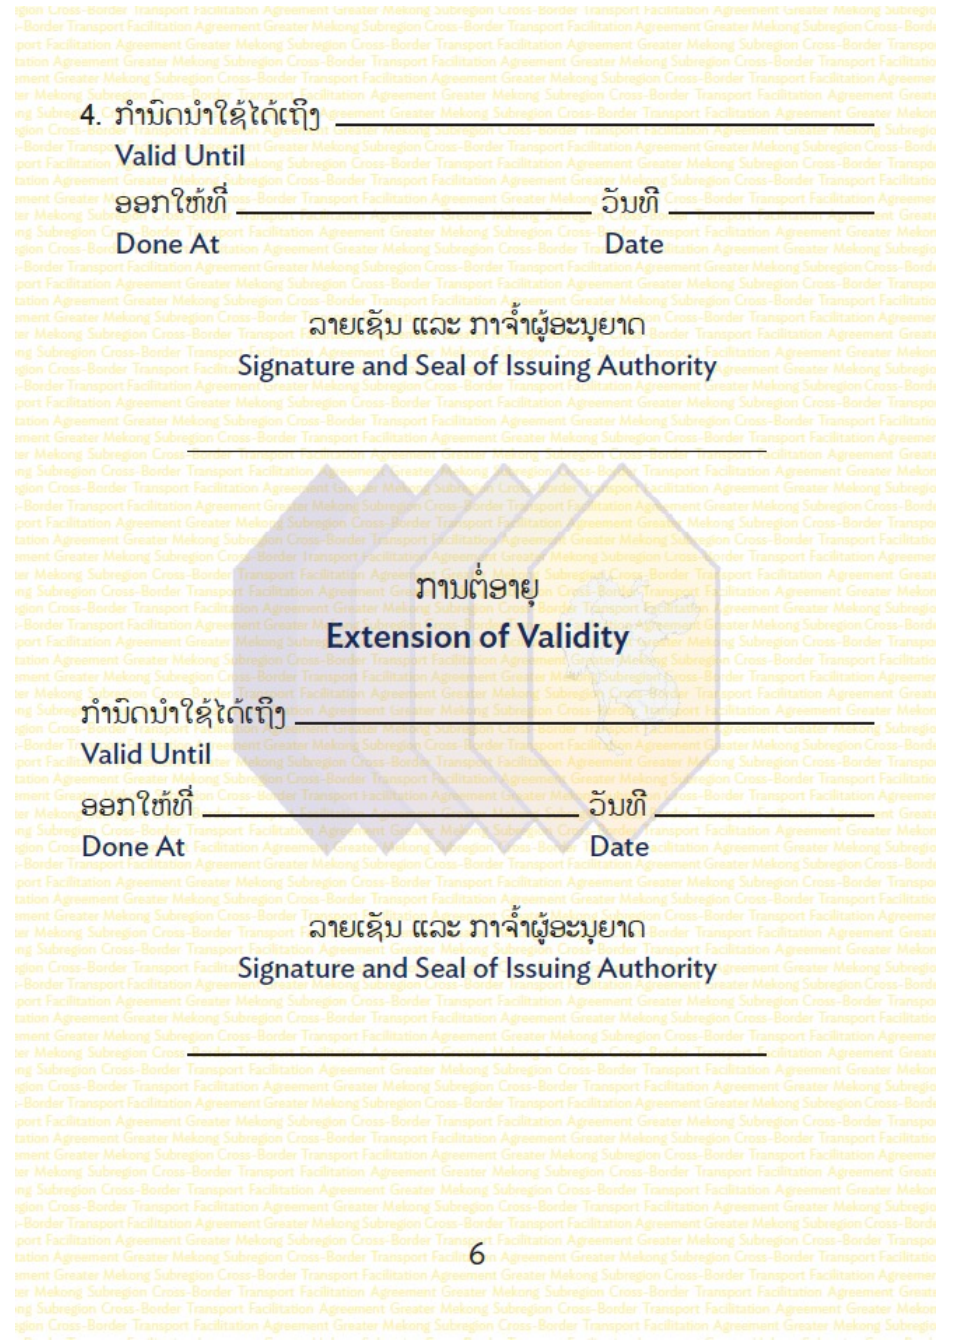 4. ກຳນົດນຳໃຊ້ໄດ້ເຖິງ
Valid Until
ອອກໃຫ້ທີ່ ວັນທີ
Done At Date
ລາຍເຊັນ ແລະ ກາຈ້ຳຜູ້ອະນຸຍາດ
Signature and Seal of Issuing Authority
ການຕໍ່ອາຍຸ
Extension of Validity
ກຳນົດນຳໃຊ້ໄດ້ເຖິງ
Valid Until
ອອກໃຫ້ທີ່ ວັນທີ
Done At Date
ລາຍເຊັນ ແລະ ກາຈ້ຳຜູ້ອະນຸຍາດ
Signature and Seal of Issuing Authority
6